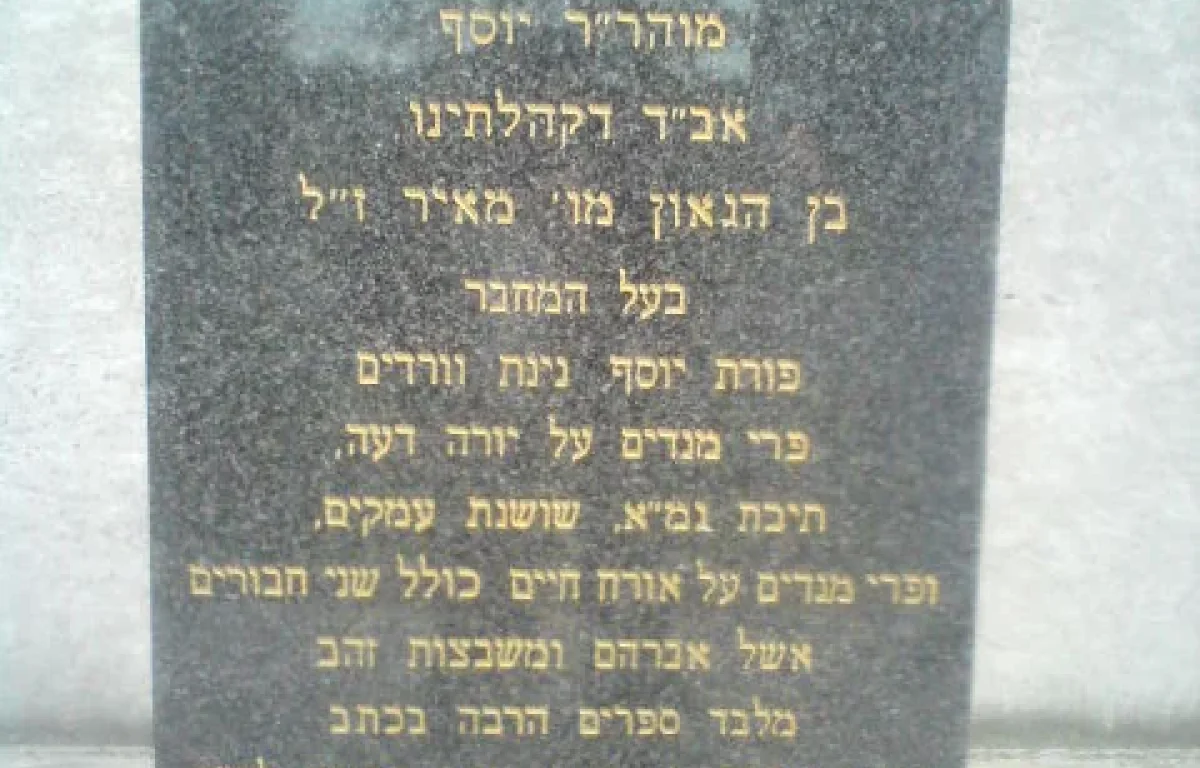 מוהר״ר יוסף
אב״ד דקהלתינו
בן הגאון מו׳ מאיר ז״ל
בעל המחבר
פורת יוסף, גינת וורדים
פרי מגדים על יורה דעה,
תיבת גמ״א, שושנת עמקים,
ופרי מגדים על אורח חיים כולל שני חבורים
אשל אברהם ומשבצות זהב
מלבד ספרים הרבה בכתב